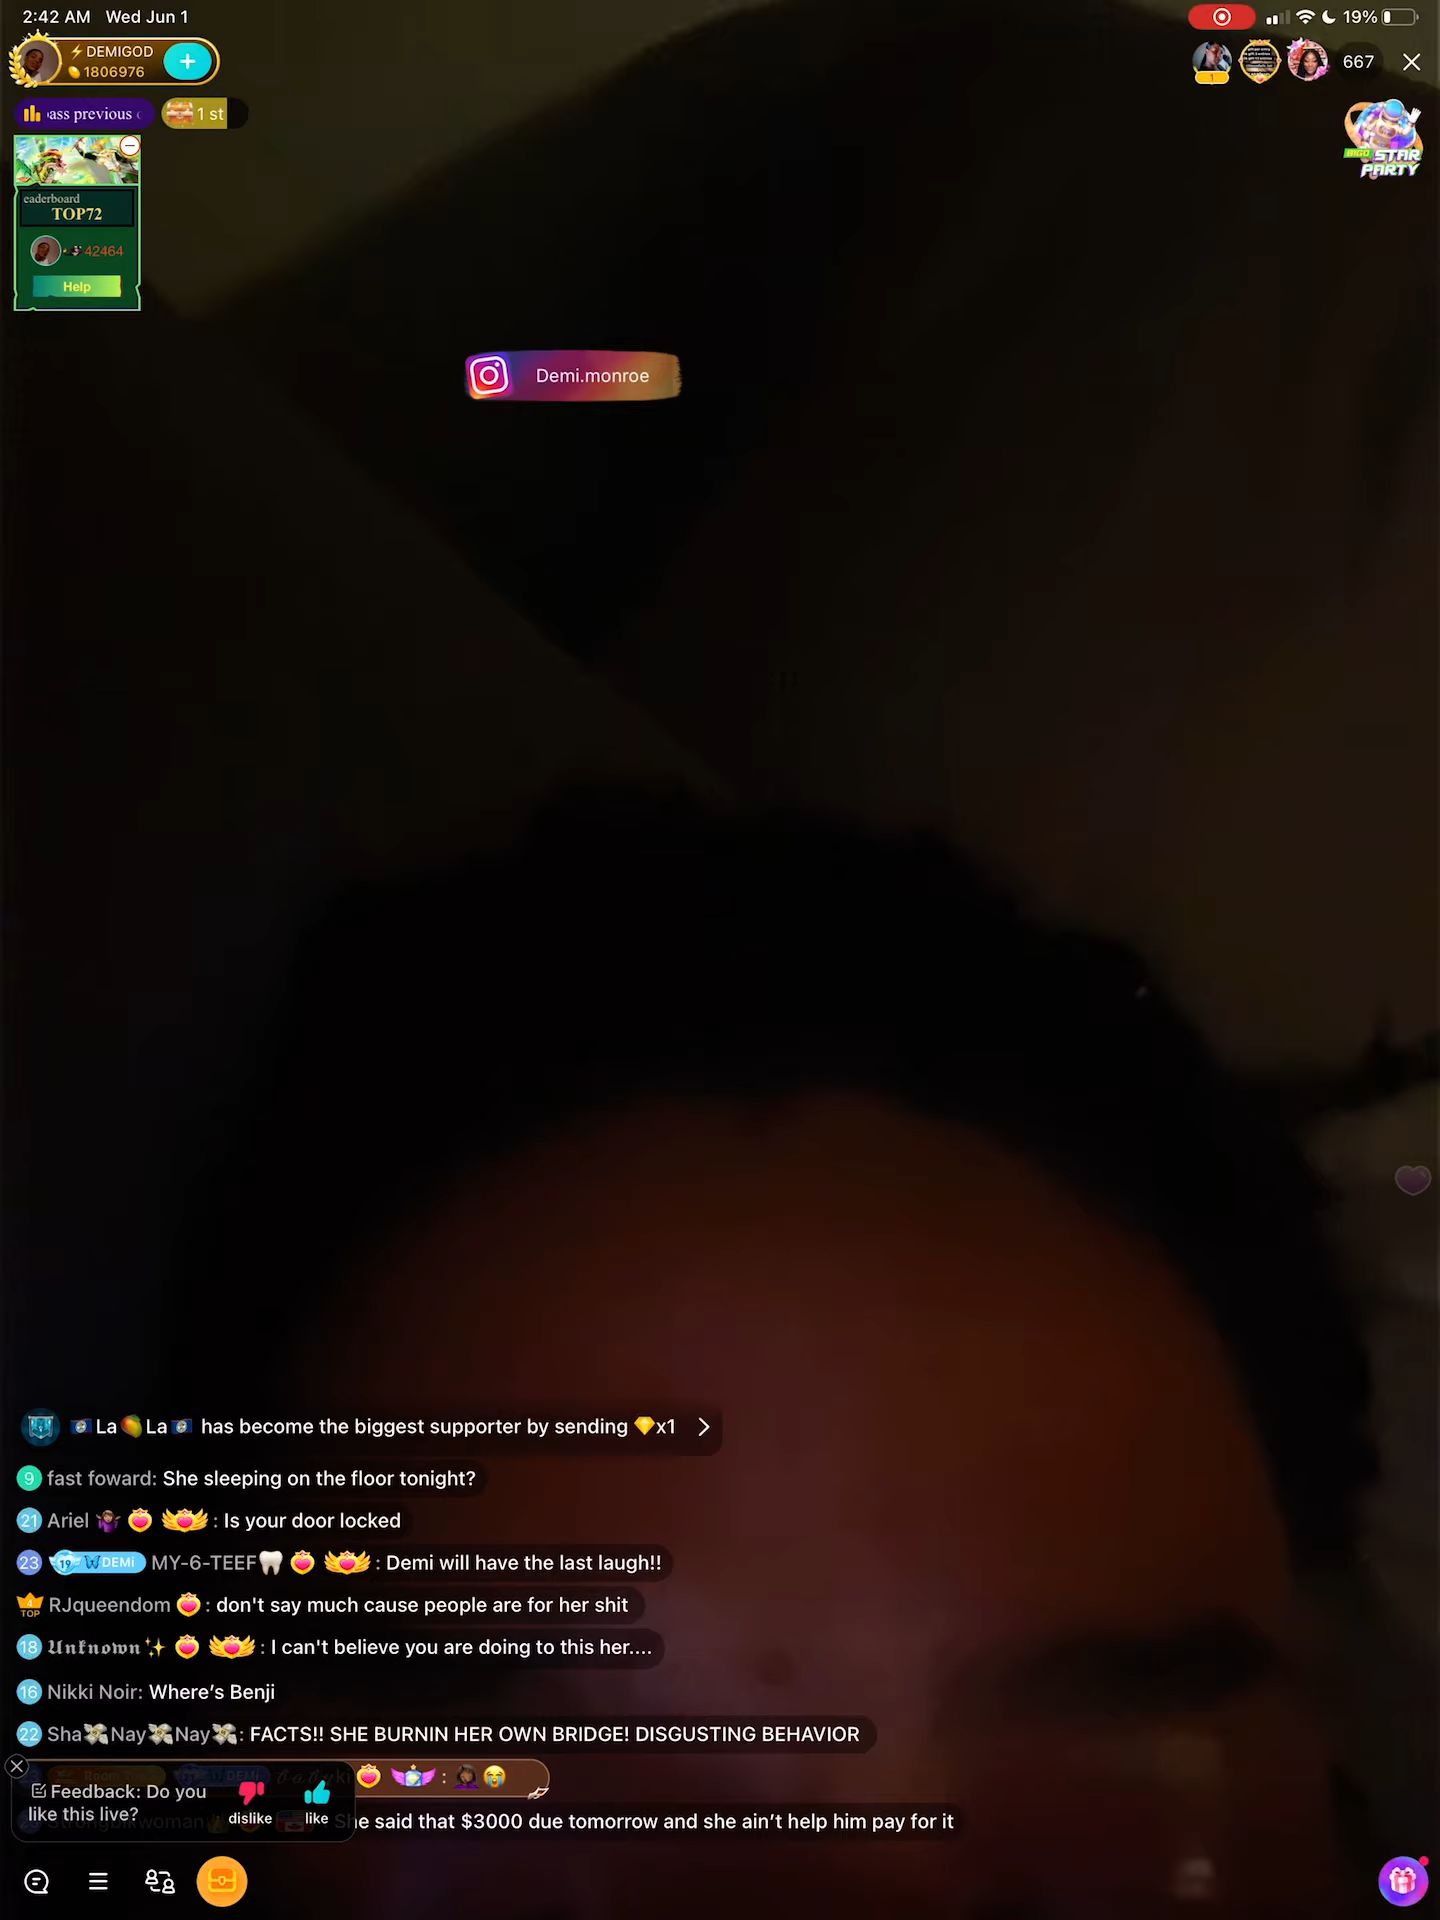 2:42 AM Wed Jun 1
19%
⚡DEMIGOD
1806976
1
667
ass previous
1 st
BIGO STAR PARTY
eaderboard
TOP72
42464
Help
Demi.monroe
La🥭La has become the biggest supporter by sending x1
9 fast foward: She sleeping on the floor tonight?
21 Ariel : Is your door locked
23 19 DEMi MY-6-TEEF🦷 : Demi will have the last laugh!!
4 TOP RJqueendom : don't say much cause people are for her shit
18 𝖀𝖓𝖐𝖓𝖔𝖜𝖓✨ : I can't believe you are doing to this her....
16 Nikki Noir: Where's Benji
22 Sha💸Nay💸Nay💸: FACTS!! SHE BURNIN HER OWN BRIDGE! DISGUSTING BEHAVIOR
: 😭
Feedback: Do you like this live?
dislike
like
Strongblkwoman She said that $3000 due tomorrow and she ain't help him pay for it